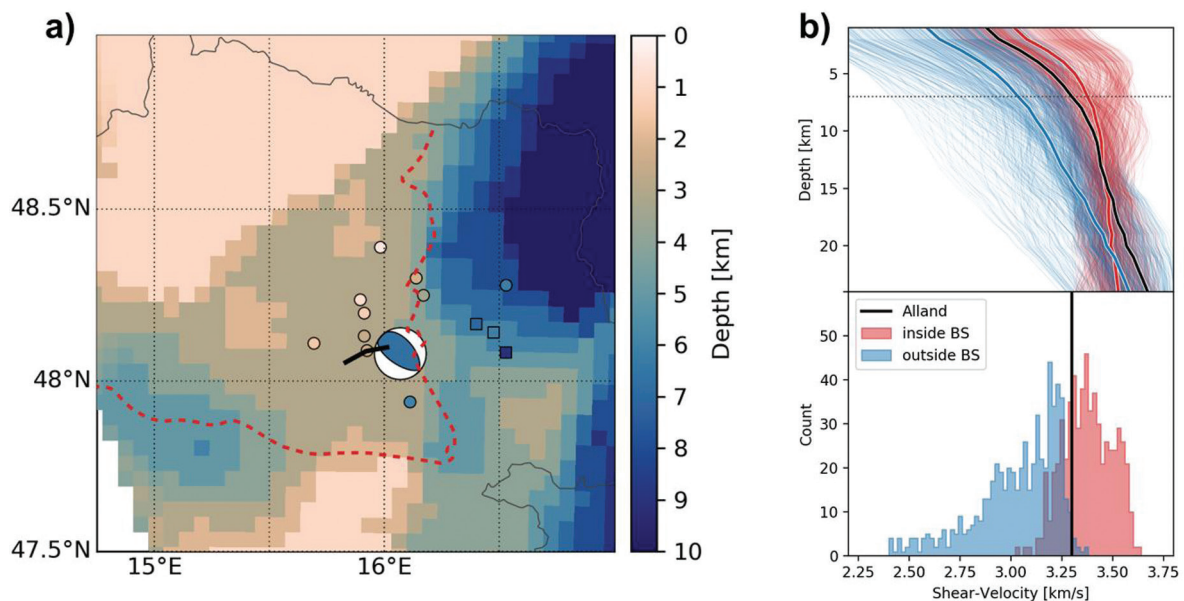 a)
48.5°N
48°N
47.5°N
15°E
16°E
0
1
2
3
4
5
6
7
8
9
10
Depth [km]
b)
5
10
15
20
Depth [km]
Alland
inside BS
outside BS
50
40
30
20
10
0
Count
2.25
2.50
2.75
3.00
3.25
3.50
3.75
Shear-Velocity [km/s]